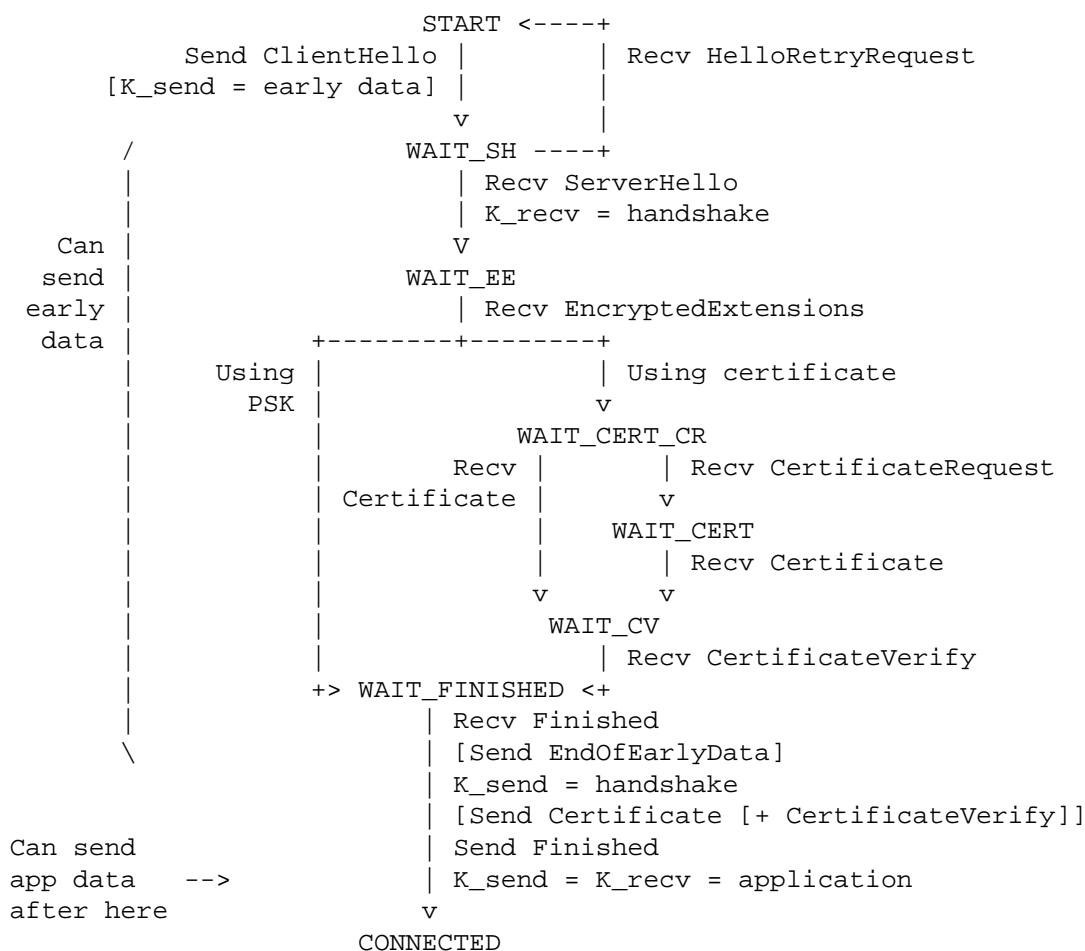 START <----+
Send ClientHello | | Recv HelloRetryRequest
[K_send = early data] | |
v |
/ WAIT_SH ----+
| | Recv ServerHello
| | K_recv = handshake
Can | V
send | WAIT_EE
early | | Recv EncryptedExtensions
data | +--------+--------+
| Using | | Using certificate
| PSK | v
| | WAIT_CERT_CR
| | Recv | | Recv CertificateRequest
| | Certificate | v
| | | WAIT_CERT
| | | | Recv Certificate
| | v v
| | WAIT_CV
| | | Recv CertificateVerify
| +> WAIT_FINISHED <+
| | Recv Finished
\ | [Send EndOfEarlyData]
| K_send = handshake
| [Send Certificate [+ CertificateVerify]]
Can send | Send Finished
app data --> | K_send = K_recv = application
after here v
CONNECTED